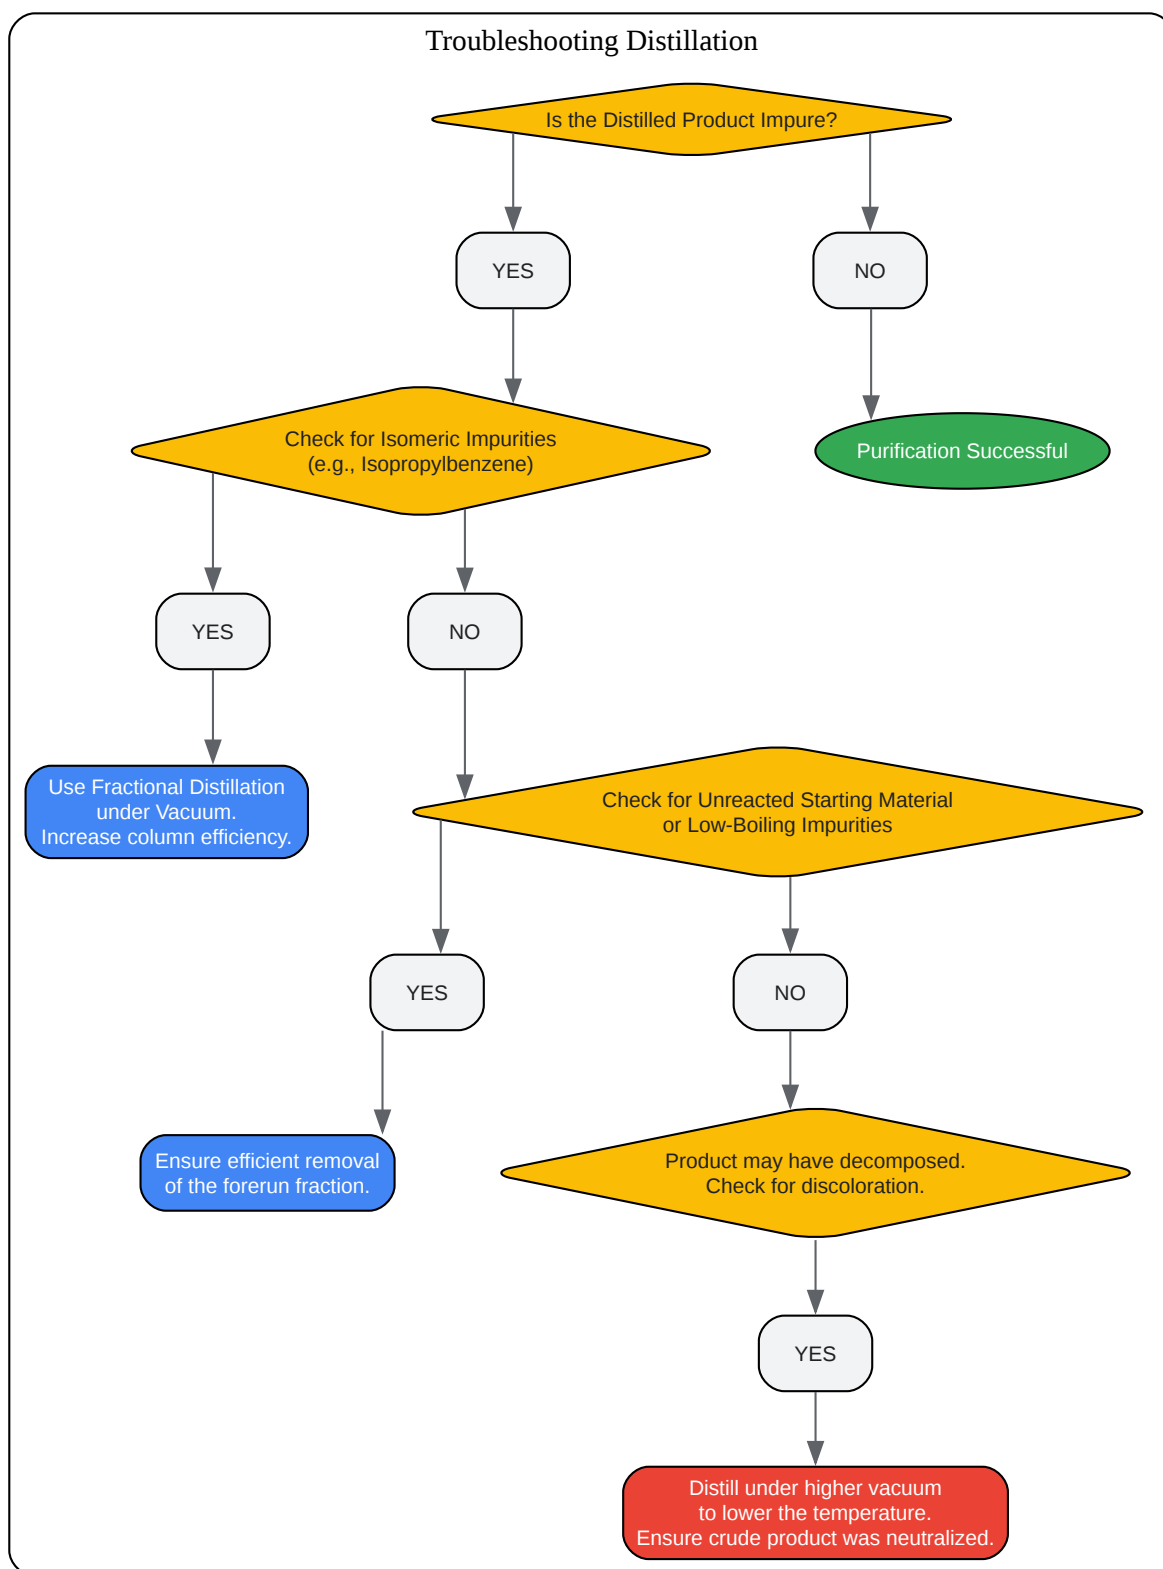 Troubleshooting Distillation
Is the Distilled Product Impure?
YES
NO
Check for Isomeric Impurities
(e.g., Isopropylbenzene)
Purification Successful
YES
NO
Use Fractional Distillation
under Vacuum.
Increase column efficiency.
Check for Unreacted Starting Material
or Low-Boiling Impurities
YES
NO
Ensure efficient removal
of the forerun fraction.
Product may have decomposed.
Check for discoloration.
YES
Distill under higher vacuum
to lower the temperature.
Ensure crude product was neutralized.